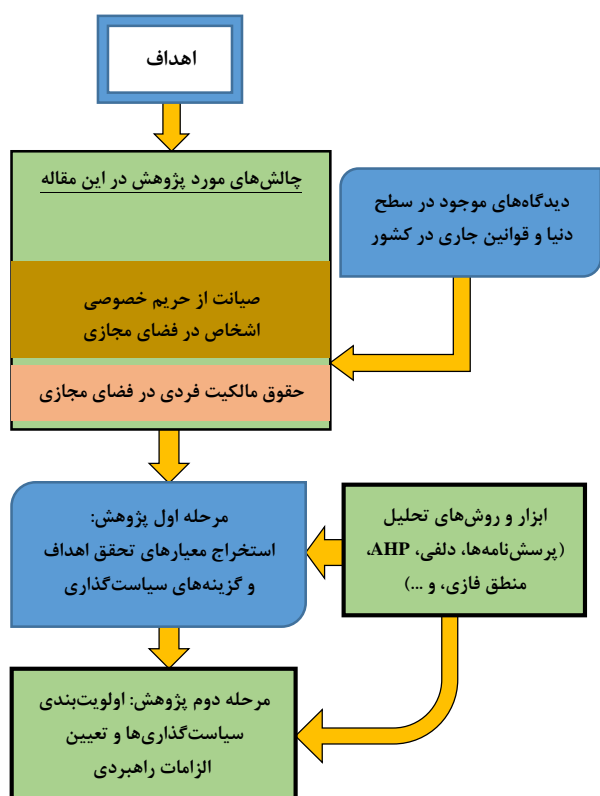 اهداف
چالش‌های مورد پژوهش در این مقاله
دیدگاه‌های موجود در سطح
دنیا و قوانین جاری در کشور
صیانت از حریم خصوصی
اشخاص در فضای مجازی
حقوق مالکیت فردی در فضای مجازی
مرحله اول پژوهش:
استخراج معیارهای تحقق اهداف
و گزینه‌های سیاست‌گذاری
ابزار و روش‌های تحلیل
(پرسش‌نامه‌ها، دلفی، AHP،
منطق فازی، و ...)
مرحله دوم پژوهش: اولویت‌بندی
سیاست‌گذاری‌ها و تعیین
الزامات راهبردی